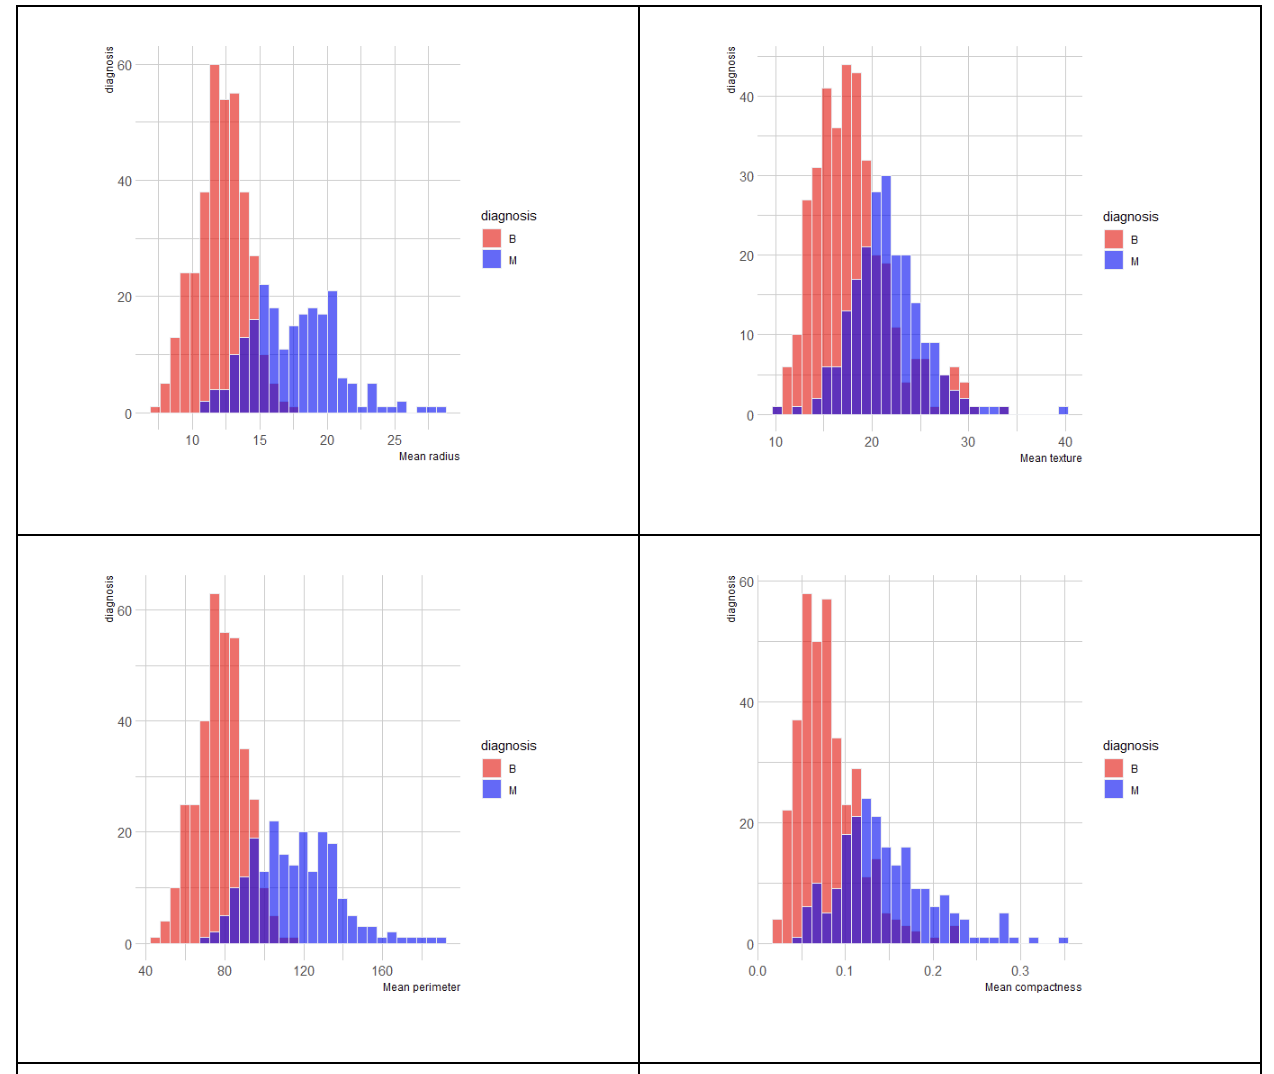 diagnosis
60
40
20
0
10 15 20 25
Mean radius
diagnosis
B
M
diagnosis
40
30
20
10
0
10 20 30 40
Mean texture
diagnosis
B
M
diagnosis
60
40
20
0
40 80 120 160
Mean perimeter
diagnosis
B
M
diagnosis
60
40
20
0
0.0 0.1 0.2 0.3
Mean compactness
diagnosis
B
M